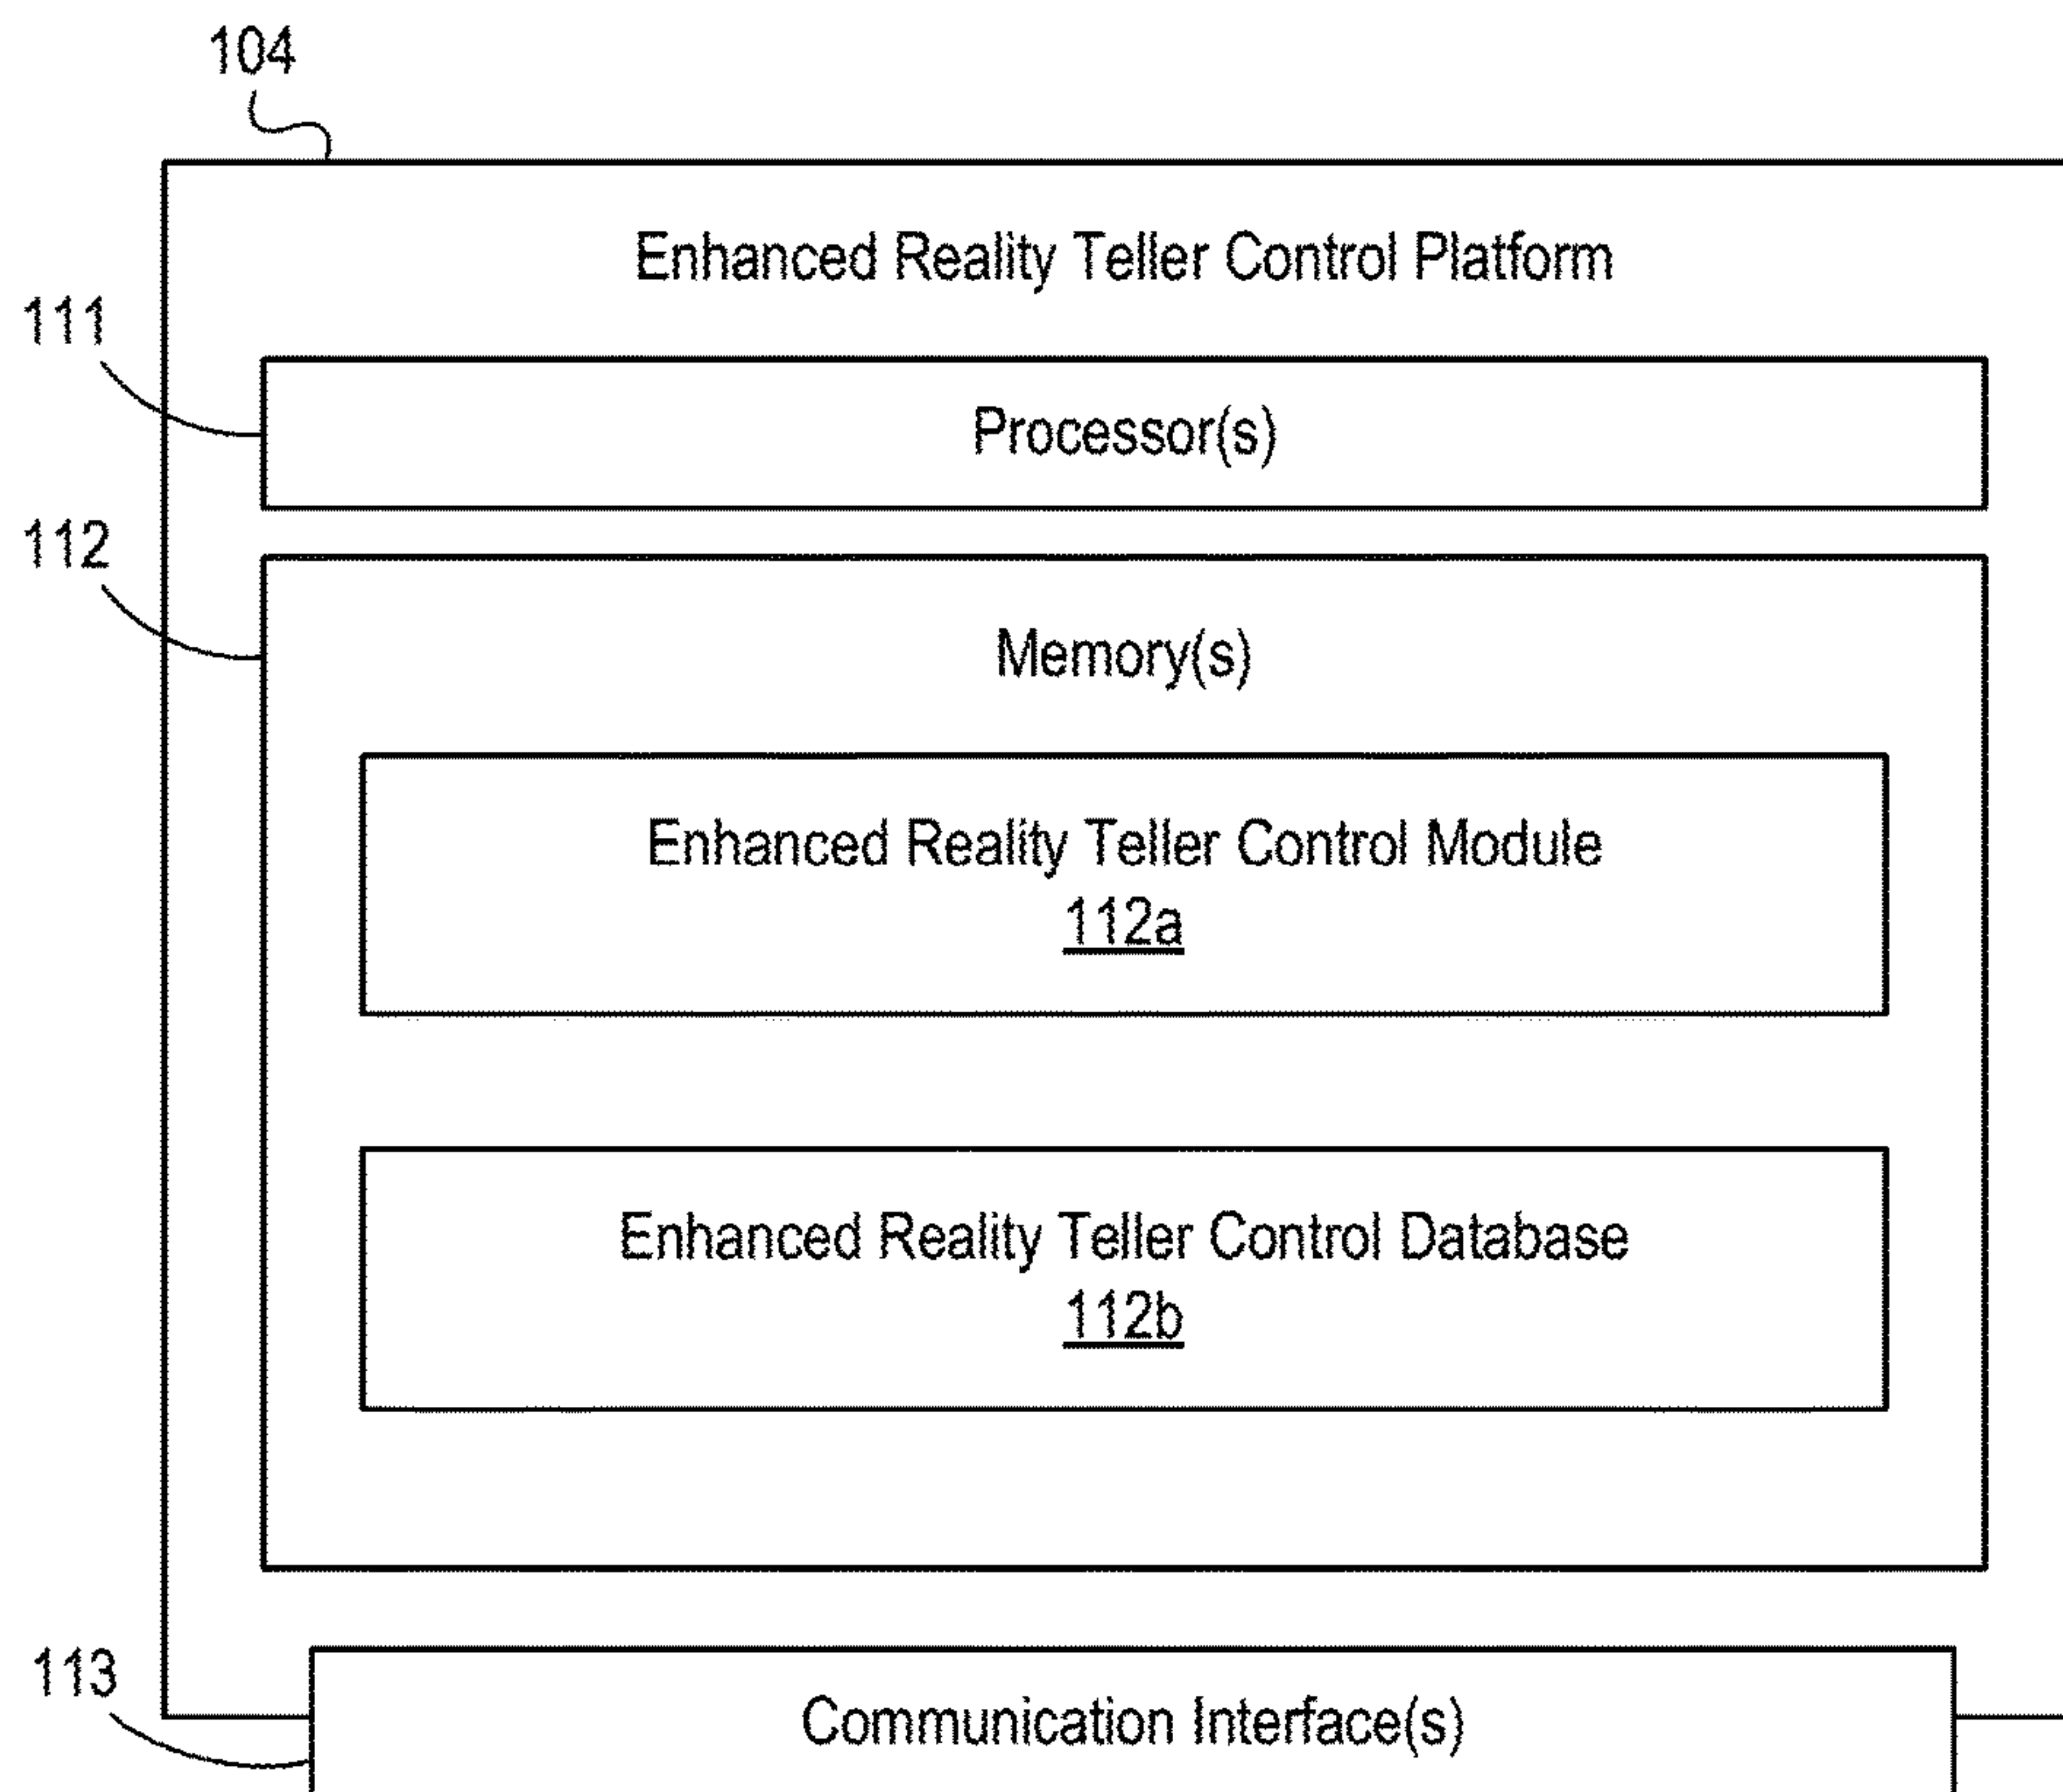 104
Enhanced Reality Teller Control Platform
111
Processor(s)
112
Memory(s)
Enhanced Reality Teller Control Module
112a
Enhanced Reality Teller Control Database
112b
113
Communication Interface(s)